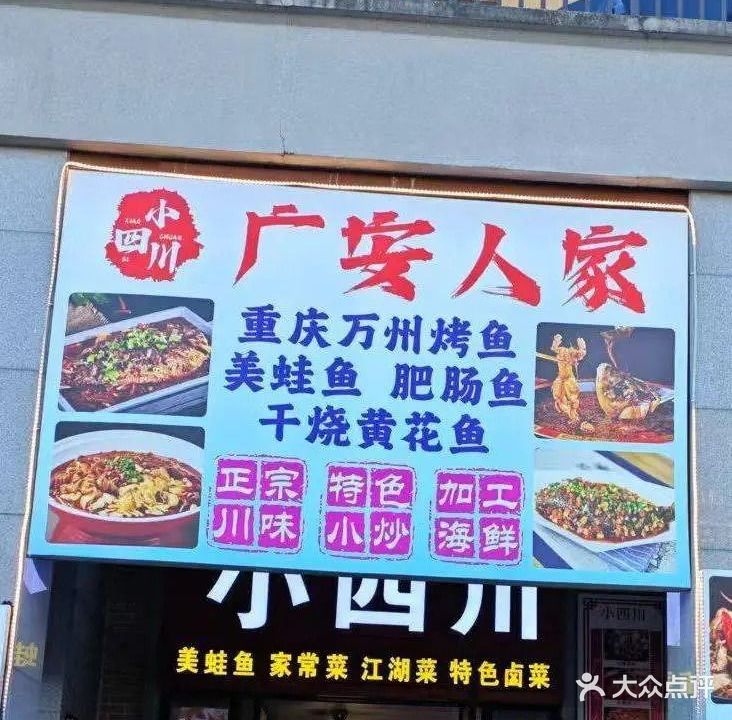 小四川
XIAO
SI
CHUAN
广安人家
重庆万州烤鱼
美蛙鱼 肥肠鱼
干烧黄花鱼
正宗川味 特色小炒 加工海鲜
小四川
美蛙鱼 家常菜 江湖菜 特色卤菜
小四川
大众点评